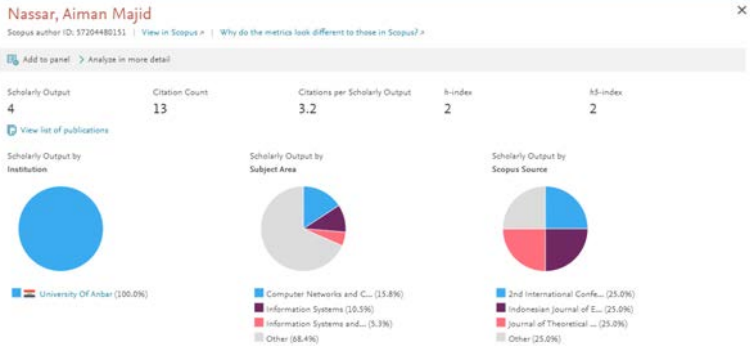 Nassar, Aiman Majid
×
Scopus author ID: 57204480151 | View in Scopus ↗ | Why do the metrics look different to those in Scopus? ↗
Add to panel > Analyze in more detail
Scholarly Output Citation Count Citations per Scholarly Output h-index h5-index
4 13 3.2 2 2
View list of publications
Scholarly Output by Scholarly Output by Scholarly Output by
Institution Subject Area Scopus Source
University Of Anbar (100.0%) Computer Networks and C... (15.8%) 2nd International Confe... (25.0%)
Information Systems (10.5%) Indonesian Journal of E... (25.0%)
Information Systems and... (5.3%) Journal of Theoretical ... (25.0%)
Other (68.4%) Other (25.0%)